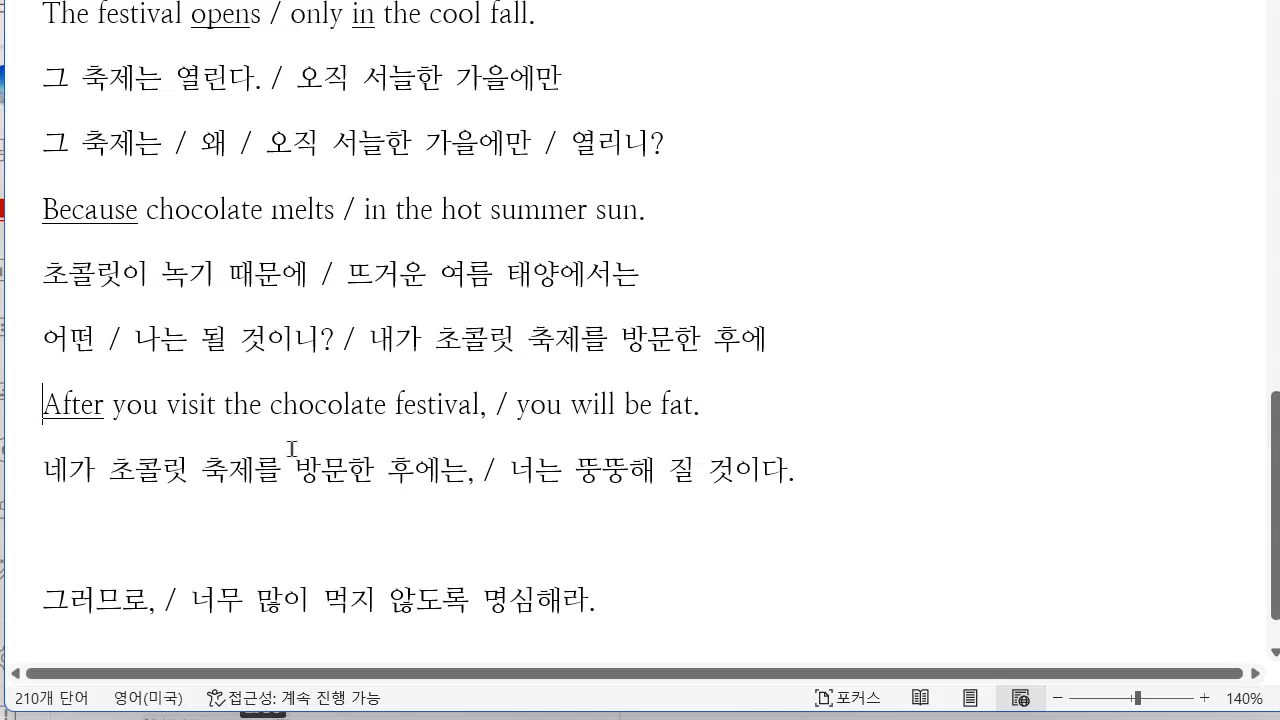 The festival opens / only in the cool fall.
그 축제는 열린다. / 오직 서늘한 가을에만
그 축제는 / 왜 / 오직 서늘한 가을에만 / 열리니?
Because chocolate melts / in the hot summer sun.
초콜릿이 녹기 때문에 / 뜨거운 여름 태양에서는
어떤 / 나는 될 것이니? / 내가 초콜릿 축제를 방문한 후에
After you visit the chocolate festival, / you will be fat.
네가 초콜릿 축제를 방문한 후에는, / 너는 뚱뚱해 질 것이다.
그러므로, / 너무 많이 먹지 않도록 명심해라.
210개 단어 영어(미국) 접근성: 계속 진행 가능 포커스 140%